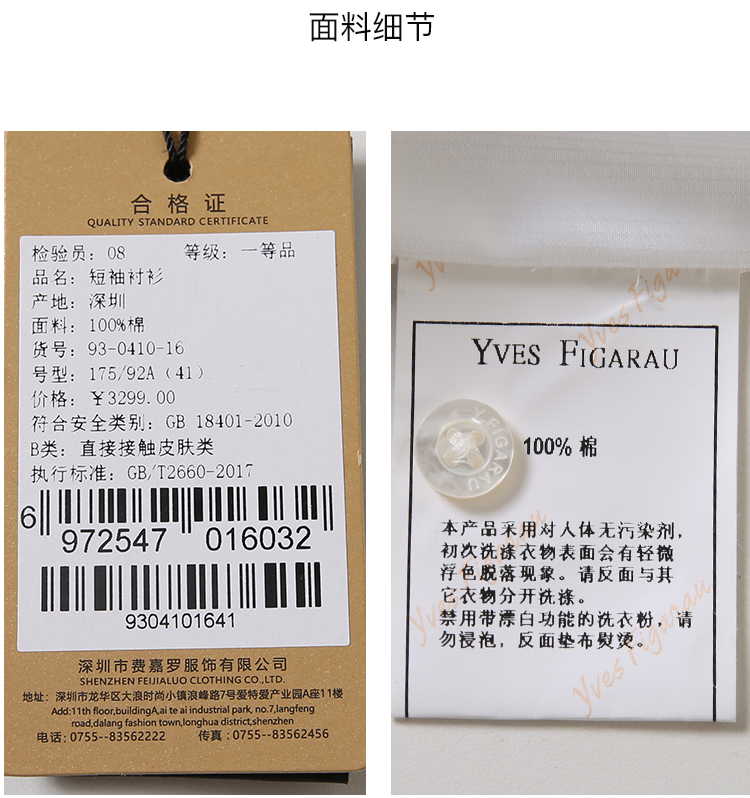 面料细节
合格证
QUALITY STANDARD CERTIFICATE
检验员：08 等级：一等品
品名：短袖衬衫
产地：深圳
面料：100%棉
货号：93-0410-16
号型：175/92A（41）
价格：￥3299.00
符合安全类别：GB 18401-2010
B类：直接接触皮肤类
执行标准：GB/T2660-2017
6 972547 016032
9304101641
深圳市费嘉罗服饰有限公司
SHENZHEN FEIJIALUO CLOTHING CO.,LTD.
地址：深圳市龙华区大浪时尚小镇浪峰路7号爱特爱产业园A座11楼
Add:11th floor,buildingA,ai te ai industrial park, no.7,langfeng
road,dalang fashion town,longhua district,shenzhen
电话：0755--83562222 传真：0755--83562456
Yves Figarau
YVES FIGARAU
Y.FIGARAU
100% 棉
本产品采用对人体无污染剂，
初次洗涤衣物表面会有轻微
浮色脱落现象。请反面与其
它衣物分开洗涤。
禁用带漂白功能的洗衣粉，请
勿浸泡，反面垫布熨烫。
Yves Figarau
Yves Figarau